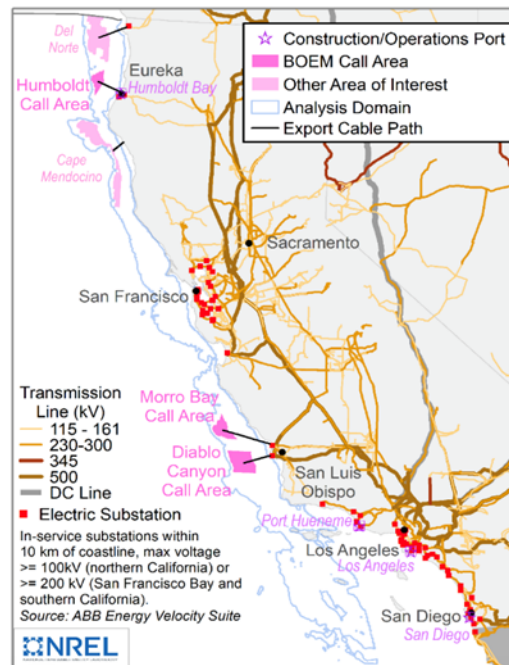 Del
Norte
Eureka
Humboldt Bay
Humboldt
Call Area
Cape
Mendocino
Construction/Operations Port
BOEM Call Area
Other Area of Interest
Analysis Domain
Export Cable Path
Sacramento
San Francisco
Morro Bay
Call Area
Diablo
Canyon
Call Area
San Luis
Obispo
Port Hueneme
Los Angeles
Los Angeles
San Diego
San Diego
Transmission
Line (kV)
115 - 161
230-300
345
500
DC Line
Electric Substation
In-service substations within
10 km of coastline, max voltage
>= 100kV (northern California) or
>= 200 kV (San Francisco Bay and
southern California).
Source: ABB Energy Velocity Suite
NREL